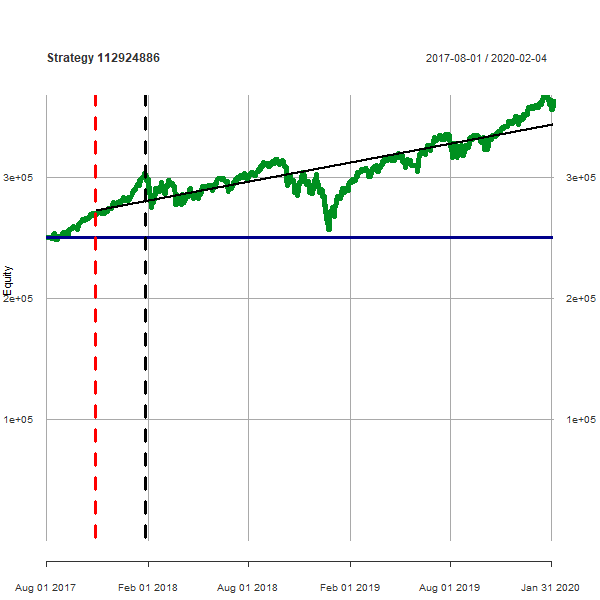 Strategy 112924886
2017-08-01 / 2020-02-04
3e+05
3e+05
Equity
2e+05
2e+05
1e+05
1e+05
Aug 01 2017
Feb 01 2018
Aug 01 2018
Feb 01 2019
Aug 01 2019
Jan 31 2020